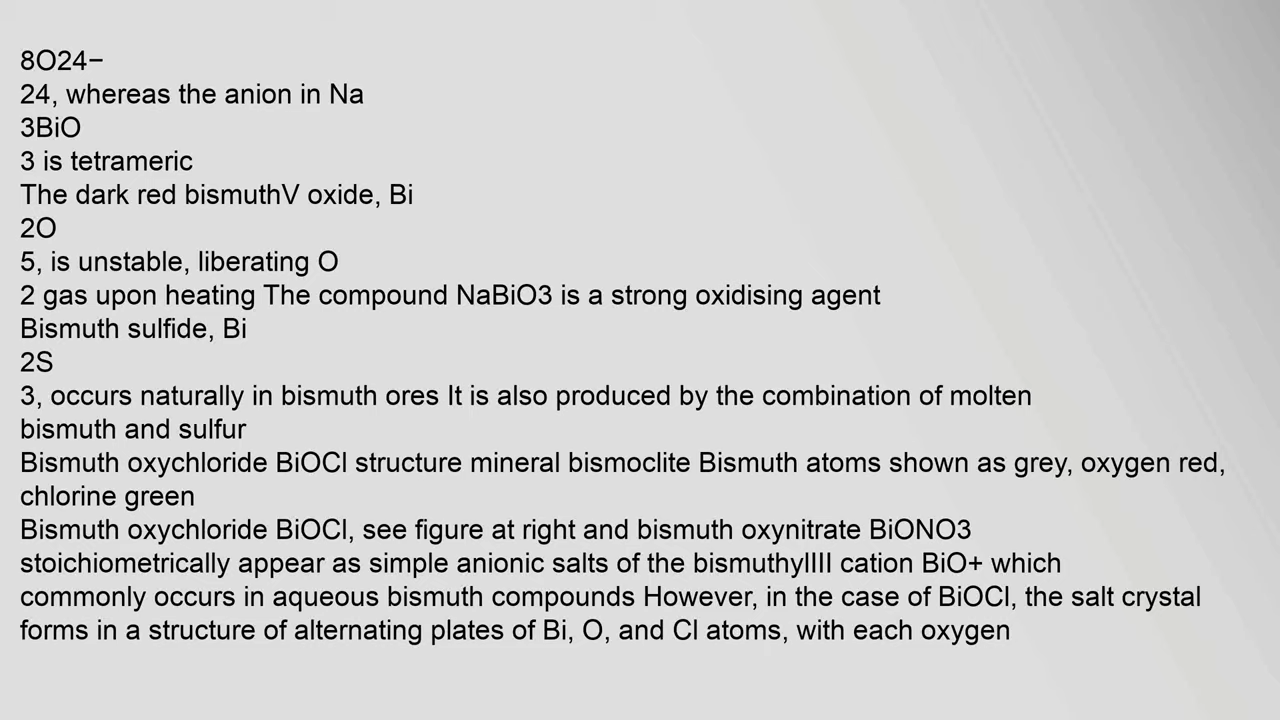 8O24−
24, whereas the anion in Na
3BiO
3 is tetrameric
The dark red bismuthV oxide, Bi
2O
5, is unstable, liberating O
2 gas upon heating The compound NaBiO3 is a strong oxidising agent
Bismuth sulfide, Bi
2S
3, occurs naturally in bismuth ores It is also produced by the combination of molten
bismuth and sulfur
Bismuth oxychloride BiOCl structure mineral bismoclite Bismuth atoms shown as grey, oxygen red,
chlorine green
Bismuth oxychloride BiOCl, see figure at right and bismuth oxynitrate BiONO3
stoichiometrically appear as simple anionic salts of the bismuthylIII cation BiO+ which
commonly occurs in aqueous bismuth compounds However, in the case of BiOCl, the salt crystal
forms in a structure of alternating plates of Bi, O, and Cl atoms, with each oxygen